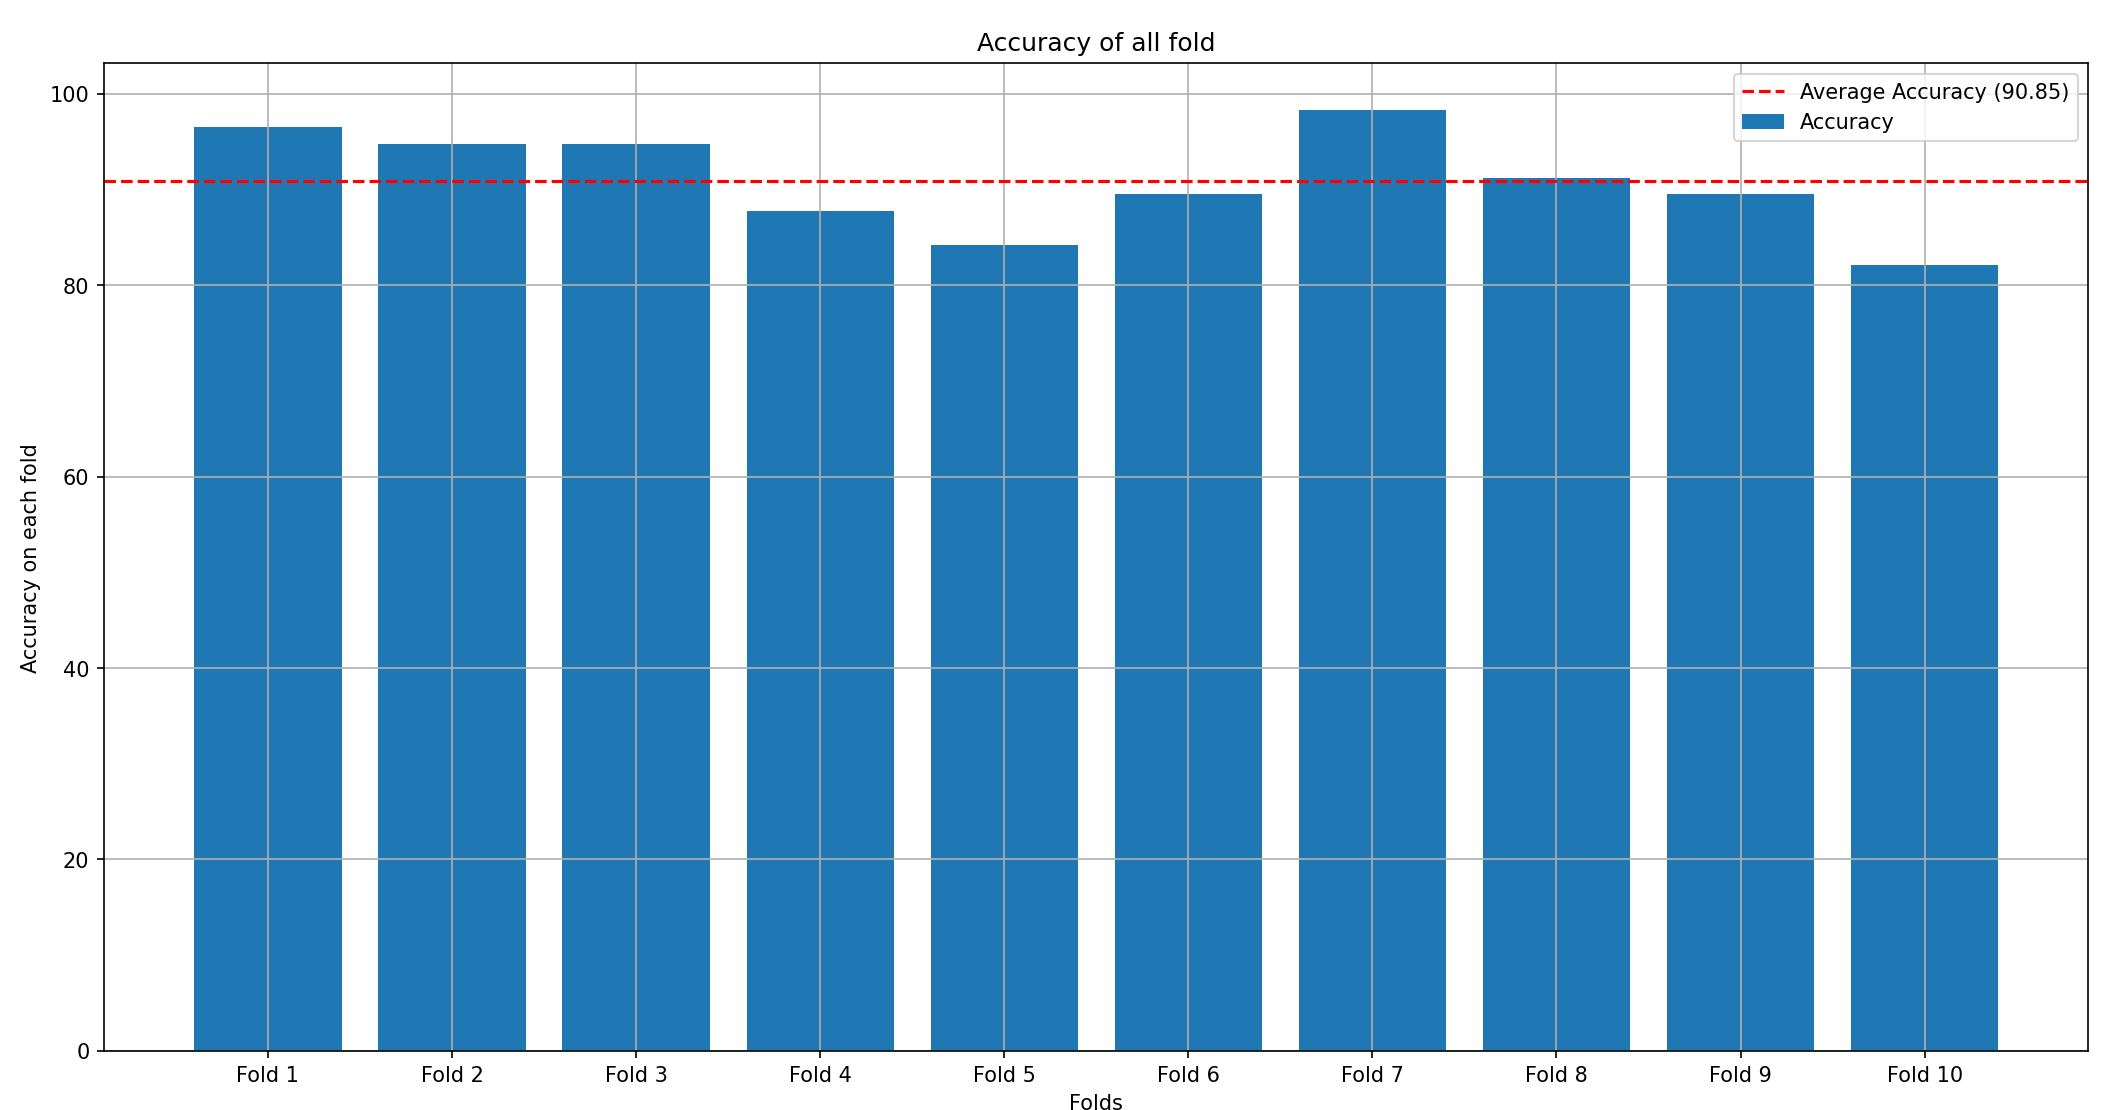 Accuracy of all fold
Average Accuracy (90.85)
Accuracy
100
80
60
40
20
0
Accuracy on each fold
Fold 1 Fold 2 Fold 3 Fold 4 Fold 5 Fold 6 Fold 7 Fold 8 Fold 9 Fold 10
Folds